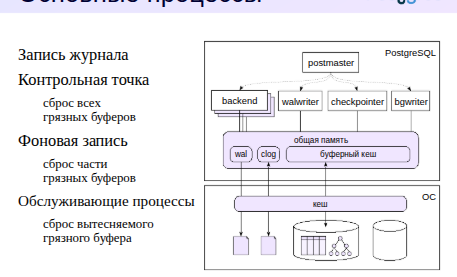 Основные процессы
Запись журнала
Контрольная точка
сброс всех
грязных буферов
Фоновая запись
сброс части
грязных буферов
Обслуживающие процессы
сброс вытесняемого
грязного буфера
PostgreSQL
postmaster
backend
walwriter
checkpointer
bgwriter
общая память
wal
clog
буферный кеш
ОС
кеш